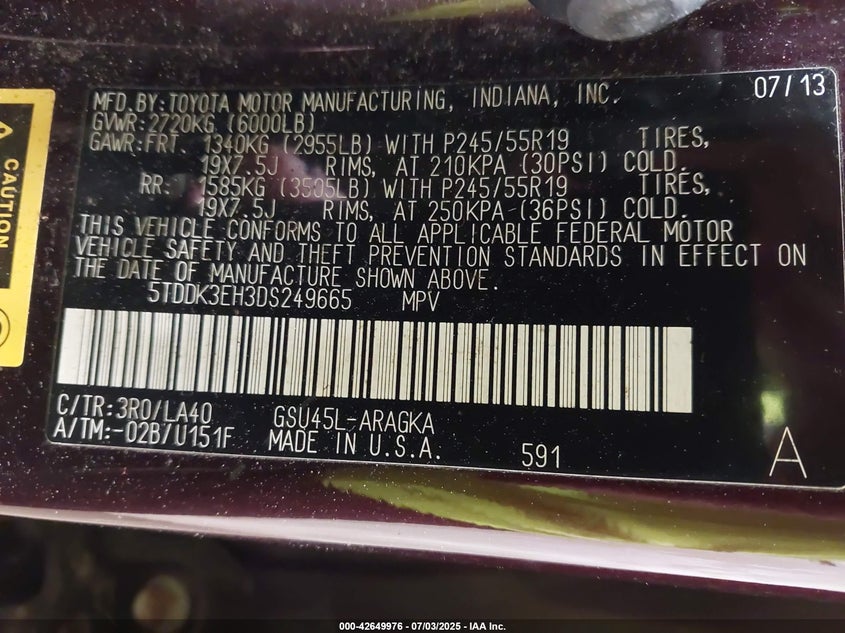 MFD.BY:TOYOTA MOTOR MANUFACTURING, INDIANA, INC. 07/13
GVWR:2720KG (6000LB)
GAWR:FRT. 1340KG (2955LB) WITH P245/55R19 TIRES,
19X7.5J RIMS, AT 210KPA (30PSI) COLD.
RR: 1585KG (3505LB) WITH P245/55R19 TIRES,
19X7.5J RIMS, AT 250KPA (36PSI) COLD.
THIS VEHICLE CONFORMS TO ALL APPLICABLE FEDERAL MOTOR
VEHICLE SAFETY AND THEFT PREVENTION STANDARDS IN EFFECT ON
THE DATE OF MANUFACTURE SHOWN ABOVE.
5TDDK3EH3DS249665 MPV
C/TR:3R0/LA40 GSU45L-ARAGKA
A/TM:-02B/U151F MADE IN U.S.A. 591 A
CAUTION
000-42649976 - 07/03/2025 - IAA Inc.